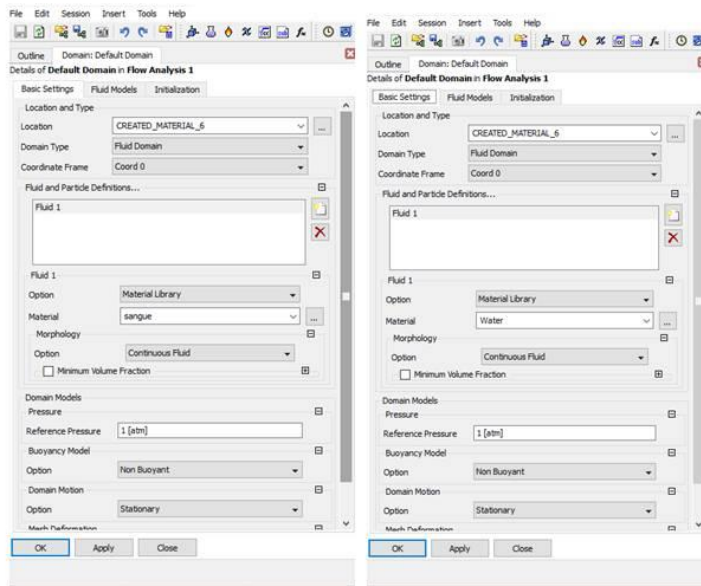 File Edit Session Insert Tools Help
Outline Domain: Default Domain
Details of Default Domain in Flow Analysis 1
Basic Settings Fluid Models Initialization
Location and Type
Location CREATED_MATERIAL_6 ...
Domain Type Fluid Domain
Coordinate Frame Coord 0
Fluid and Particle Definitions...
Fluid 1
Fluid 1
Option Material Library
Material sangue ...
Morphology
Option Continuous Fluid
Minimum Volume Fraction
Domain Models
Pressure
Reference Pressure 1 [atm]
Buoyancy Model
Option Non Buoyant
Domain Motion
Option Stationary
Mesh Deformation
OK Apply Close
File Edit Session Insert Tools Help
Outline Domain: Default Domain
Details of Default Domain in Flow Analysis 1
Basic Settings Fluid Models Initialization
Location and Type
Location CREATED_MATERIAL_6 ...
Domain Type Fluid Domain
Coordinate Frame Coord 0
Fluid and Particle Definitions...
Fluid 1
Fluid 1
Option Material Library
Material Water ...
Morphology
Option Continuous Fluid
Minimum Volume Fraction
Domain Models
Pressure
Reference Pressure 1 [atm]
Buoyancy Model
Option Non Buoyant
Domain Motion
Option Stationary
Mesh Deformation
OK Apply Close